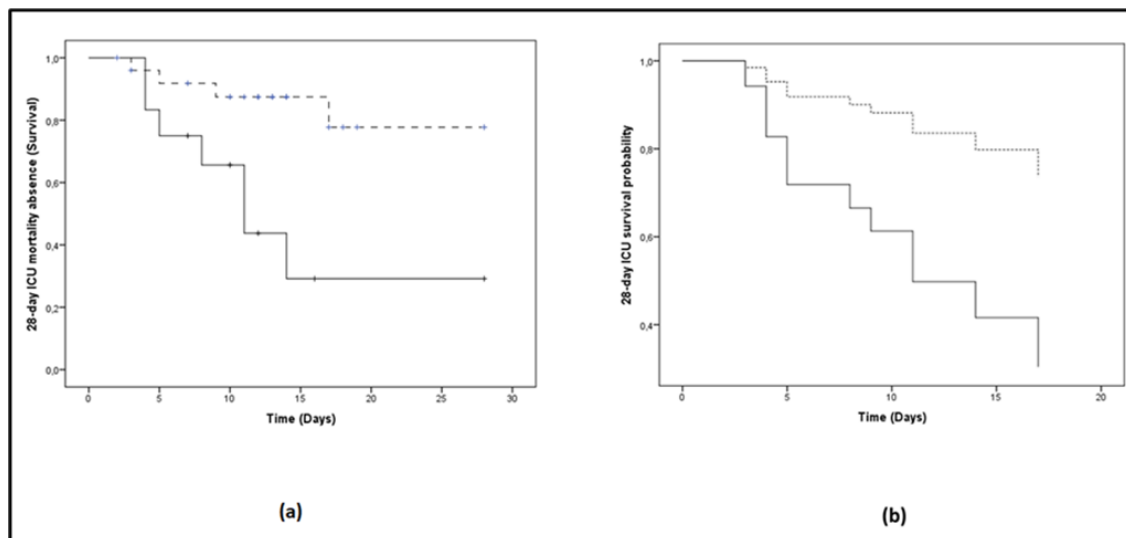 28-day ICU mortality absence (Survival)
1,0
0,8
0,6
0,4
0,2
0,0
0 5 10 15 20 25 30
Time (Days)
(a)
28-day ICU survival probability
1,0
0,8
0,6
0,4
0 5 10 15 20
Time (Days)
(b)